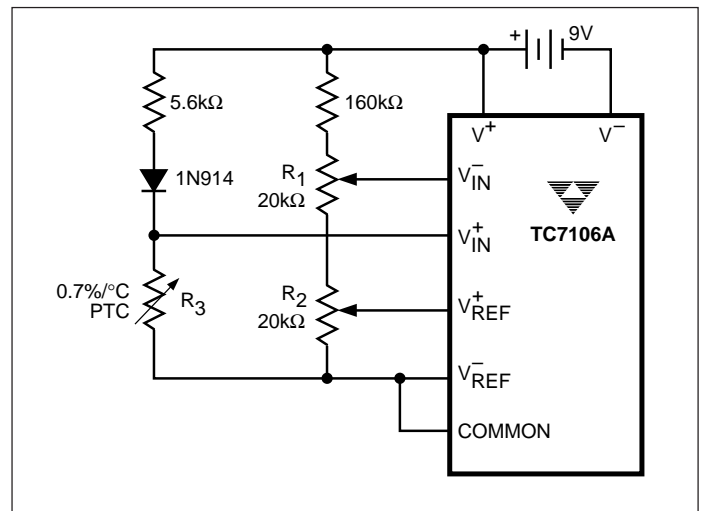 + 9V
5.6kΩ
160kΩ
V+ V−
1N914
R1
20kΩ
V−IN
V+IN
TC7106A
0.7%/°C
PTC
R3
R2
20kΩ
V+REF
V−REF
COMMON